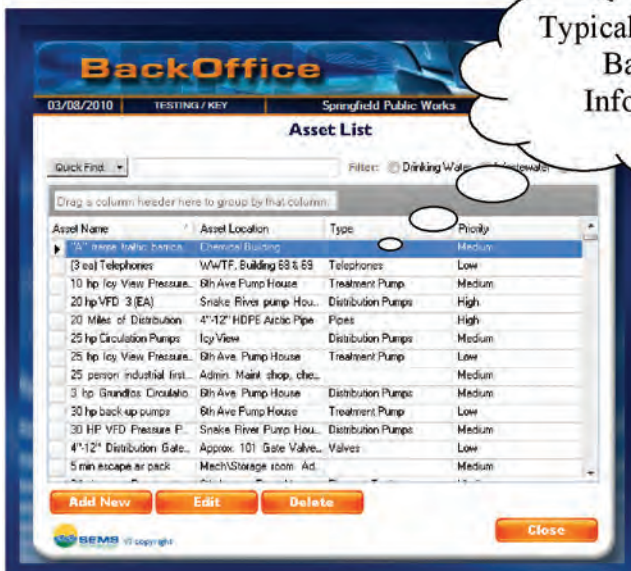 Typical
Ba
Info
BackOffice
03/08/2010 TESTING / KEY Springfield Public Works
Asset List
Quick Find Filter: Drinking Water Wastewater
Drag a column header here to group by that column.
Asset Name Asset Location Type Priority
"A" frame traffic barrica... Chemical Building Medium
(3 ea) Telephones WWTF, Building 68 & 69 Telephones Low
10 hp Icy View Pressure... 6th Ave Pump House Treatment Pump Medium
20 hp VFD 3 (EA) Snake River pump Hou... Distribution Pumps High
20 Miles of Distribution 4"-12" HDPE Arctic Pipe Pipes High
25 hp Circulation Pumps Icy View Distribution Pumps Medium
25 hp Icy View Pressure... 6th Ave. Pump House Treatment Pump Low
25 person industrial first... Admin. Maint shop, che... Medium
3 hp Grundfos Circulatio... 6th Ave. Pump House Distribution Pumps Medium
30 hp back-up pumps 6th Ave Pump House Treatment Pump Low
30 HP VFD Pressure P... Snake River Pump Hou... Distribution Pumps Medium
4"-12" Distribution Gate... Approx. 101 Gate Valve... Valves Low
5 min escape air pack Mech\Storage room Ad... Medium
Add New Edit Delete
Close
SEMS © copyright